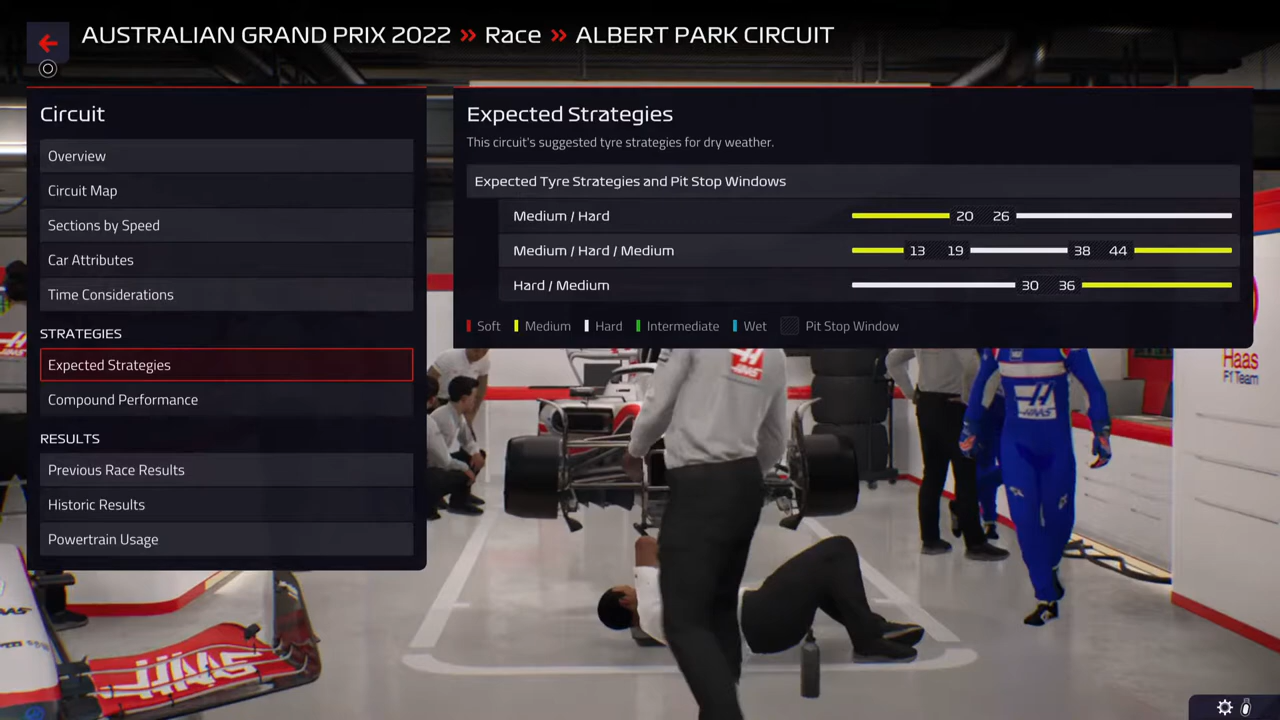 AUSTRALIAN GRAND PRIX 2022 » Race » ALBERT PARK CIRCUIT
Circuit
Overview
Circuit Map
Sections by Speed
Car Attributes
Time Considerations
STRATEGIES
Expected Strategies
Compound Performance
RESULTS
Previous Race Results
Historic Results
Powertrain Usage
Expected Strategies
This circuit's suggested tyre strategies for dry weather.
Expected Tyre Strategies and Pit Stop Windows
Medium / Hard 20 26
Medium / Hard / Medium 13 19 38 44
Hard / Medium 30 36
Soft Medium Hard Intermediate Wet Pit Stop Window
HAAS
HAAS
Haas
F1 Team
HAAS